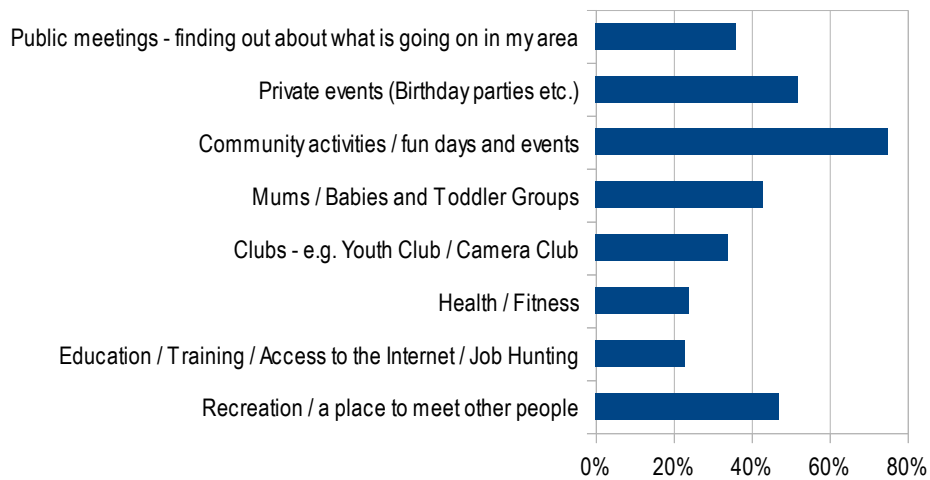 Public meetings - finding out about what is going on in my area
Private events (Birthday parties etc.)
Community activities / fun days and events
Mums / Babies and Toddler Groups
Clubs - e.g. Youth Club / Camera Club
Health / Fitness
Education / Training / Access to the Internet / Job Hunting
Recreation / a place to meet other people
0% 20% 40% 60% 80%